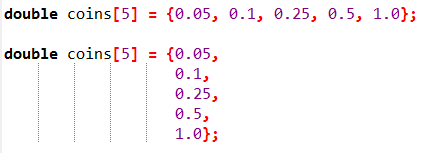 double coins[5] = {0.05, 0.1, 0.25, 0.5, 1.0};
double coins[5] = {0.05,
0.1,
0.25,
0.5,
1.0};